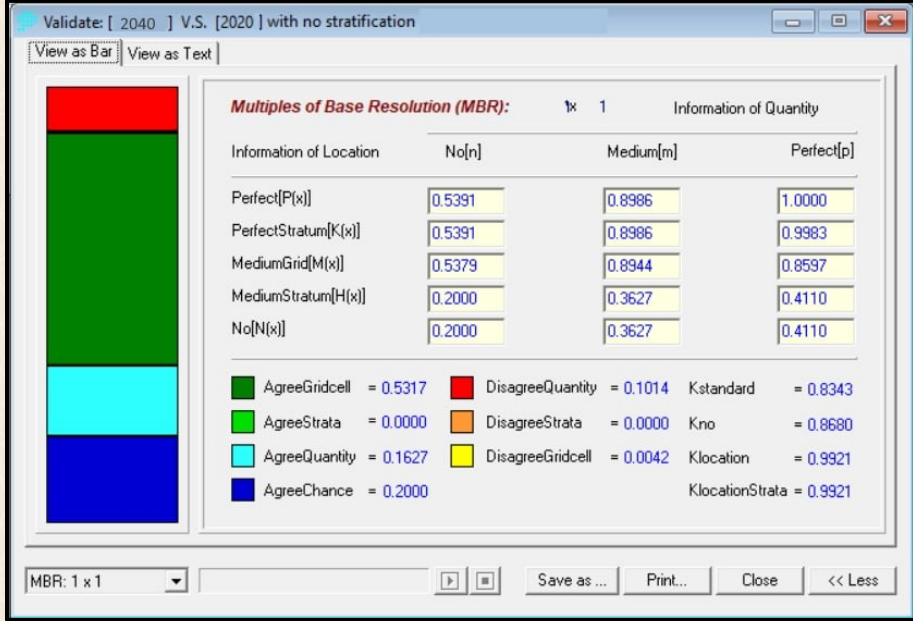 Validate: [ 2040 ] V.S. [2020 ] with no stratification
View as Bar View as Text
Multiples of Base Resolution (MBR): 1x 1 Information of Quantity
Information of Location No[n] Medium[m] Perfect[p]
Perfect[P(x)] 0.5391 0.8986 1.0000
PerfectStratum[K(x)] 0.5391 0.8986 0.9983
MediumGrid[M(x)] 0.5379 0.8944 0.8597
MediumStratum[H(x)] 0.2000 0.3627 0.4110
No[N(x)] 0.2000 0.3627 0.4110
AgreeGridcell = 0.5317 DisagreeQuantity = 0.1014 Kstandard = 0.8343
AgreeStrata = 0.0000 DisagreeStrata = 0.0000 Kno = 0.8680
AgreeQuantity = 0.1627 DisagreeGridcell = 0.0042 Klocation = 0.9921
AgreeChance = 0.2000 KlocationStrata = 0.9921
MBR: 1 x 1 Save as ... Print... Close << Less